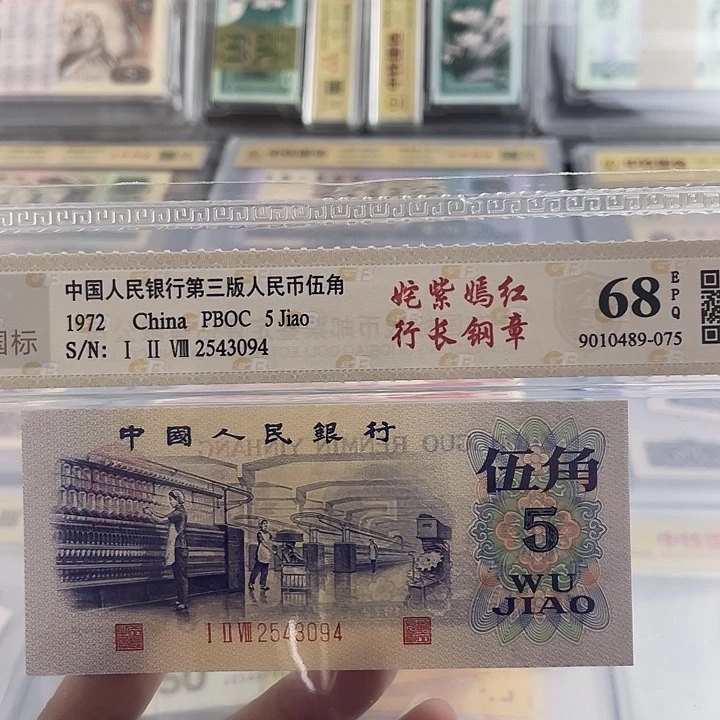 中国人民银行第三版人民币伍角
1972 China PBOC 5 Jiao
S/N: I II VIII 2543094
国标
姹紫嫣红
行长钢章
68 EPQ
9010489-075
中國人民銀行
伍角
5
WU
JIAO
I II VIII 2543094